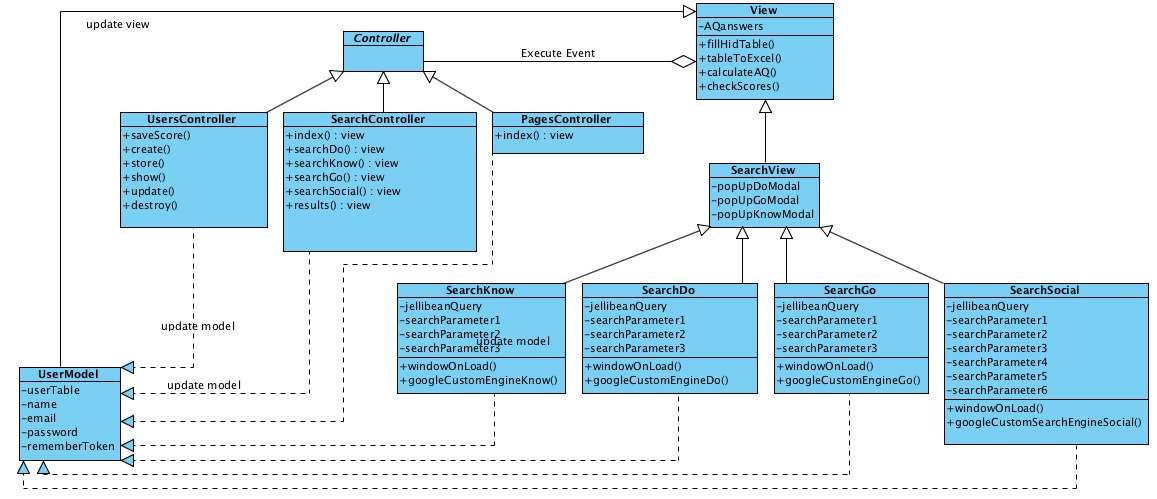 update view
View
-AQanswers
+fillHidTable()
+tableToExcel()
+calculateAQ()
+checkScores()
Controller
Execute Event
UsersController
+saveScore()
+create()
+store()
+show()
+update()
+destroy()
SearchController
+index() : view
+searchDo() : view
+searchKnow() : view
+searchGo() : view
+searchSocial() : view
+results() : view
PagesController
+index() : view
SearchView
-popUpDoModal
-popUpGoModal
-popUpKnowModal
SearchKnow
-jellibeanQuery
-searchParameter1
-searchParameter2
-searchParameter3
update model
+windowOnLoad()
+googleCustomEngineKnow()
SearchDo
-jellibeanQuery
-searchParameter1
-searchParameter2
-searchParameter3
+windowOnLoad()
+googleCustomEngineDo()
SearchGo
-jellibeanQuery
-searchParameter1
-searchParameter2
-searchParameter3
+windowOnLoad()
+googleCustomEngineGo()
SearchSocial
-jellibeanQuery
-searchParameter1
-searchParameter2
-searchParameter3
-searchParameter4
-searchParameter5
-searchParameter6
+windowOnLoad()
+googleCustomSearchEngineSocial()
update model
update model
UserModel
-userTable
-name
-email
-password
-rememberToken